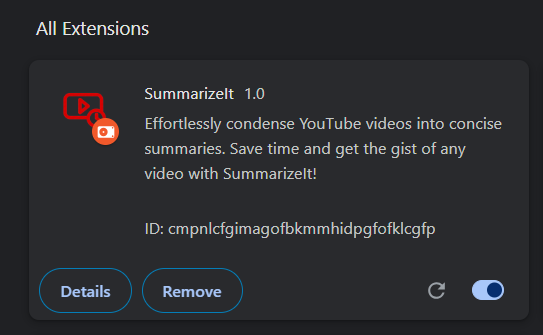 All Extensions
SummarizeIt 1.0
Effortlessly condense YouTube videos into concise
summaries. Save time and get the gist of any
video with SummarizeIt!
ID: cmpnlcfgimagofbkmmhidpgfofklcgfp
Details Remove